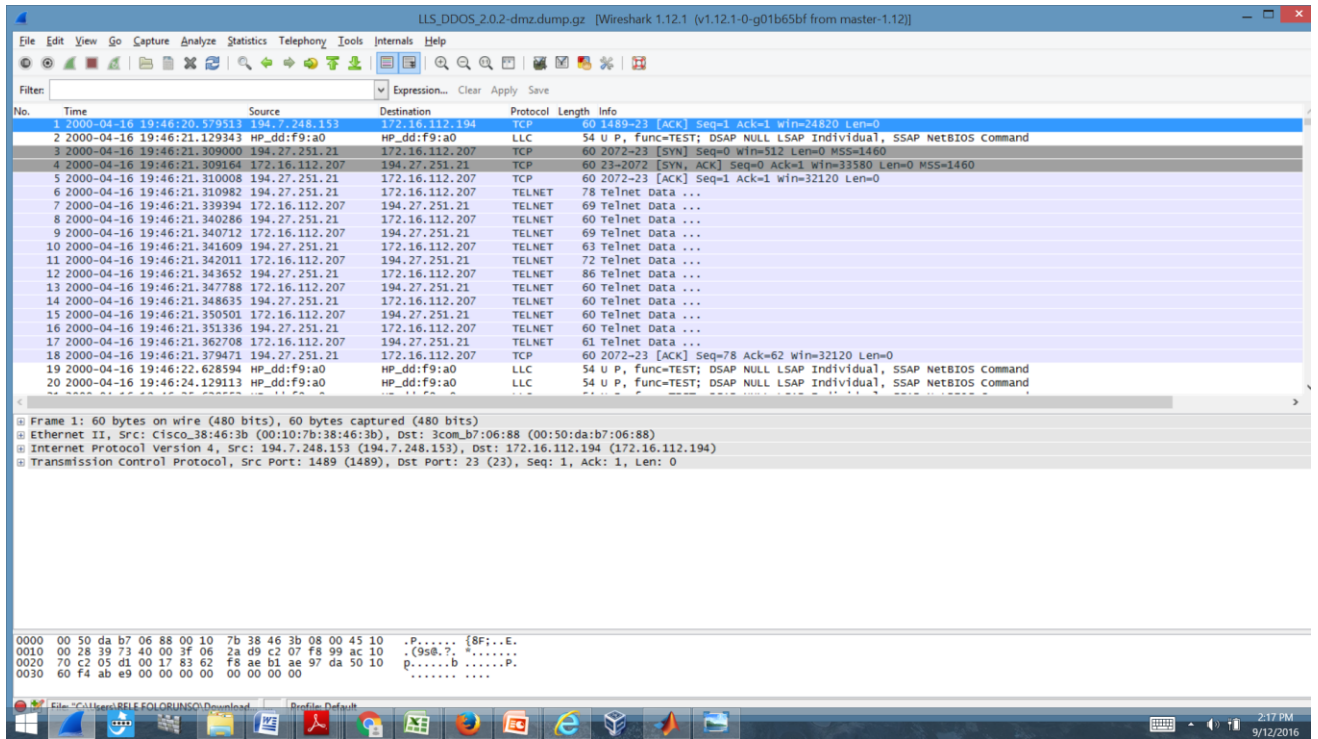 LLS_DDOS_2.0.2-dmz.dump.gz [Wireshark 1.12.1 (v1.12.1-0-g01b65bf from master-1.12)]
File Edit View Go Capture Analyze Statistics Telephony Tools Internals Help
Filter: Expression... Clear Apply Save
No. Time Source Destination Protocol Length Info
1 2000-04-16 19:46:20.579513 194.7.248.153 172.16.112.194 TCP 60 1489→23 [ACK] Seq=1 Ack=1 Win=24820 Len=0
2 2000-04-16 19:46:21.129343 HP_dd:f9:a0 HP_dd:f9:a0 LLC 54 U P, func=TEST; DSAP NULL LSAP Individual, SSAP NetBIOS Command
3 2000-04-16 19:46:21.309000 194.27.251.21 172.16.112.207 TCP 60 2072→23 [SYN] Seq=0 Win=512 Len=0 MSS=1460
4 2000-04-16 19:46:21.309164 172.16.112.207 194.27.251.21 TCP 60 23→2072 [SYN, ACK] Seq=0 Ack=1 Win=33580 Len=0 MSS=1460
5 2000-04-16 19:46:21.310008 194.27.251.21 172.16.112.207 TCP 60 2072→23 [ACK] Seq=1 Ack=1 Win=32120 Len=0
6 2000-04-16 19:46:21.310982 194.27.251.21 172.16.112.207 TELNET 78 Telnet Data ...
7 2000-04-16 19:46:21.339394 172.16.112.207 194.27.251.21 TELNET 69 Telnet Data ...
8 2000-04-16 19:46:21.340286 194.27.251.21 172.16.112.207 TELNET 60 Telnet Data ...
9 2000-04-16 19:46:21.340712 172.16.112.207 194.27.251.21 TELNET 69 Telnet Data ...
10 2000-04-16 19:46:21.341609 194.27.251.21 172.16.112.207 TELNET 63 Telnet Data ...
11 2000-04-16 19:46:21.342011 172.16.112.207 194.27.251.21 TELNET 72 Telnet Data ...
12 2000-04-16 19:46:21.343652 194.27.251.21 172.16.112.207 TELNET 86 Telnet Data ...
13 2000-04-16 19:46:21.347788 172.16.112.207 194.27.251.21 TELNET 60 Telnet Data ...
14 2000-04-16 19:46:21.348635 194.27.251.21 172.16.112.207 TELNET 60 Telnet Data ...
15 2000-04-16 19:46:21.350501 172.16.112.207 194.27.251.21 TELNET 60 Telnet Data ...
16 2000-04-16 19:46:21.351336 194.27.251.21 172.16.112.207 TELNET 60 Telnet Data ...
17 2000-04-16 19:46:21.362708 172.16.112.207 194.27.251.21 TELNET 61 Telnet Data ...
18 2000-04-16 19:46:21.379471 194.27.251.21 172.16.112.207 TCP 60 2072→23 [ACK] Seq=78 Ack=62 Win=32120 Len=0
19 2000-04-16 19:46:22.628594 HP_dd:f9:a0 HP_dd:f9:a0 LLC 54 U P, func=TEST; DSAP NULL LSAP Individual, SSAP NetBIOS Command
20 2000-04-16 19:46:24.129113 HP_dd:f9:a0 HP_dd:f9:a0 LLC 54 U P, func=TEST; DSAP NULL LSAP Individual, SSAP NetBIOS Command
Frame 1: 60 bytes on wire (480 bits), 60 bytes captured (480 bits)
Ethernet II, Src: Cisco_38:46:3b (00:10:7b:38:46:3b), Dst: 3com_b7:06:88 (00:50:da:b7:06:88)
Internet Protocol Version 4, Src: 194.7.248.153 (194.7.248.153), Dst: 172.16.112.194 (172.16.112.194)
Transmission Control Protocol, Src Port: 1489 (1489), Dst Port: 23 (23), Seq: 1, Ack: 1, Len: 0
0000 00 50 da b7 06 88 00 10 7b 38 46 3b 08 00 45 10 .P...... {8F;..E.
0010 00 28 39 73 40 00 3f 06 2a d9 c2 07 f8 99 ac 10 .(9s@.?. *.......
0020 70 c2 05 d1 00 17 83 62 f8 ae b1 ae 97 da 50 10 p......b ......P.
0030 60 f4 ab e9 00 00 00 00 00 00 00 00 `....... ....
File: "C:\Users\BELE FOLORUNSO\Download Profile: Default
2:17 PM
9/12/2016